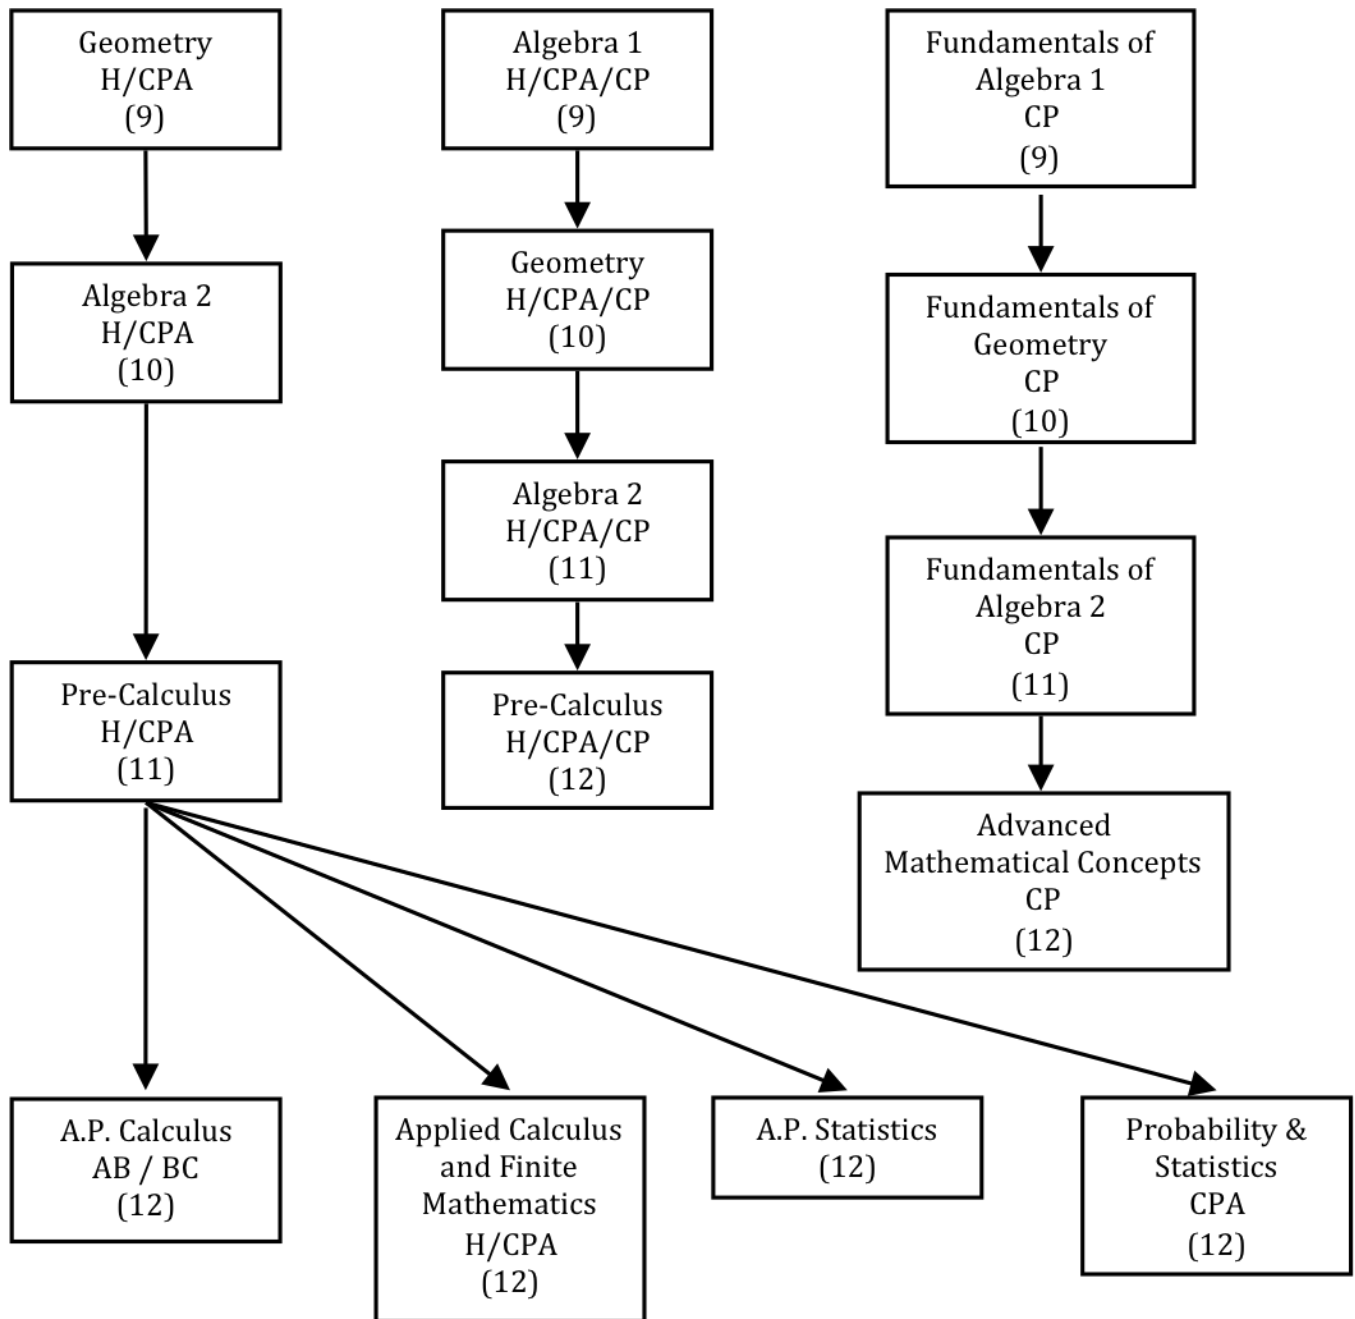 Geometry
H/CPA
(9)
Algebra 1
H/CPA/CP
(9)
Fundamentals of
Algebra 1
CP
(9)
Algebra 2
H/CPA
(10)
Geometry
H/CPA/CP
(10)
Fundamentals of
Geometry
CP
(10)
Algebra 2
H/CPA/CP
(11)
Fundamentals of
Algebra 2
CP
(11)
Pre-Calculus
H/CPA
(11)
Pre-Calculus
H/CPA/CP
(12)
Advanced
Mathematical Concepts
CP
(12)
A.P. Calculus
AB / BC
(12)
Applied Calculus
and Finite
Mathematics
H/CPA
(12)
A.P. Statistics
(12)
Probability &
Statistics
CPA
(12)